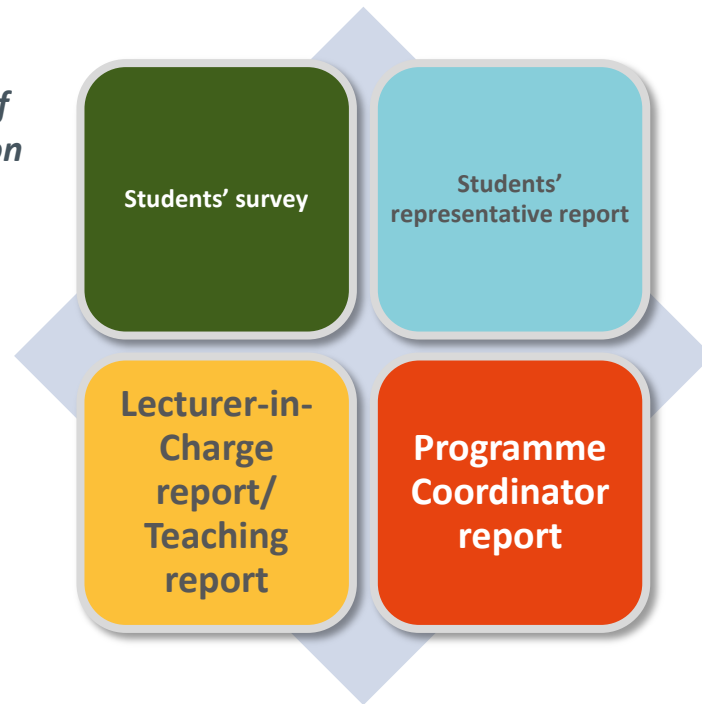 Students’ survey
Students’
representative report
Lecturer-in-
Charge
report/
Teaching
report
Programme
Coordinator
report